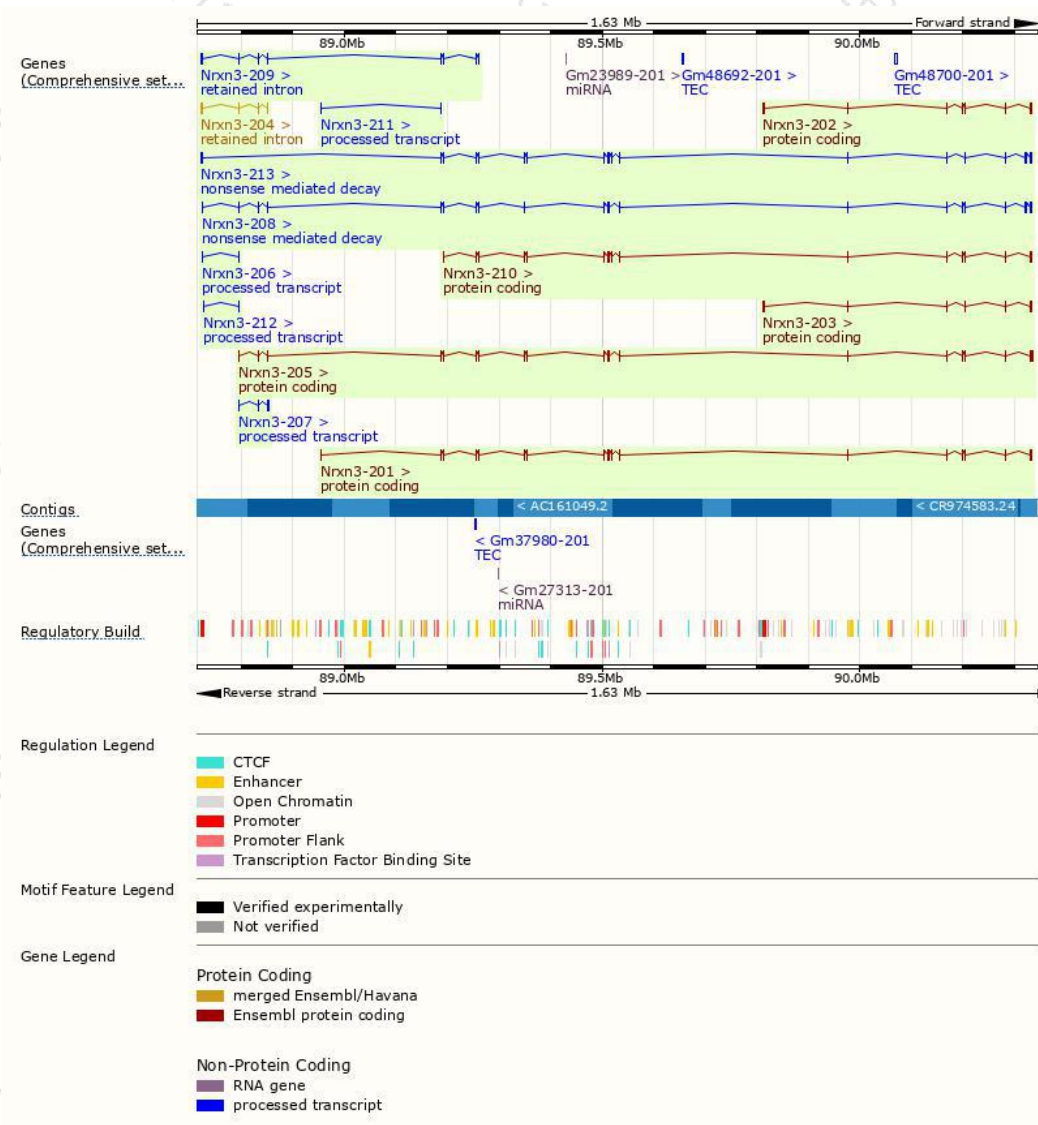 1.63 Mb
Forward strand
89.0Mb 89.5Mb 90.0Mb
Genes
(Comprehensive set...
Nrxn3-209 >
retained intron
Gm23989-201 >
miRNA
Gm48692-201 >
TEC
Gm48700-201 >
TEC
Nrxn3-204 >
retained intron
Nrxn3-211 >
processed transcript
Nrxn3-202 >
protein coding
Nrxn3-213 >
nonsense mediated decay
Nrxn3-208 >
nonsense mediated decay
Nrxn3-206 >
processed transcript
Nrxn3-210 >
protein coding
Nrxn3-212 >
processed transcript
Nrxn3-203 >
protein coding
Nrxn3-205 >
protein coding
Nrxn3-207 >
processed transcript
Nrxn3-201 >
protein coding
Contigs
< AC161049.2
< CR974583.24
Genes
(Comprehensive set...
< Gm37980-201
TEC
< Gm27313-201
miRNA
Regulatory Build
89.0Mb 89.5Mb 90.0Mb
Reverse strand
1.63 Mb
Regulation Legend
CTCF
Enhancer
Open Chromatin
Promoter
Promoter Flank
Transcription Factor Binding Site
Motif Feature Legend
Verified experimentally
Not verified
Gene Legend
Protein Coding
merged Ensembl/Havana
Ensembl protein coding
Non-Protein Coding
RNA gene
processed transcript